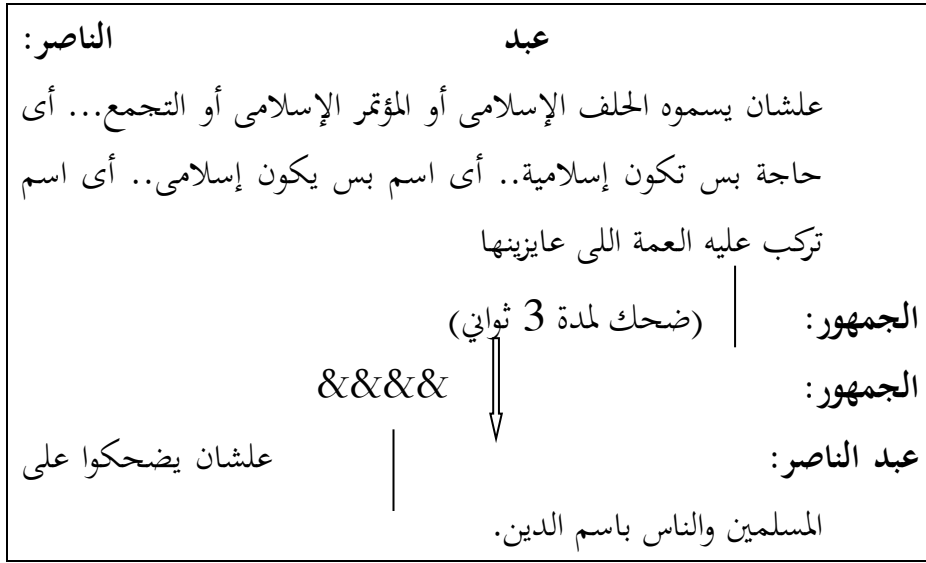 عبد الناصر:
علشان يسموه الحلف الإسلامى أو المؤتمر الإسلامى أو التجمع... أى
حاجة بس تكون إسلامية.. أى اسم بس يكون إسلامى.. أى اسم
تركب عليه العمة اللى عايزينها
الجمهور: (ضحك لمدة 3 ثواني)
الجمهور: &&&&
عبد الناصر: علشان يضحكوا على
المسلمين والناس باسم الدين.